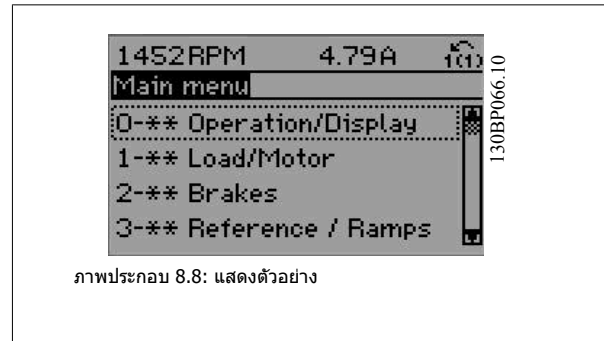 1452RPM 4.79A 1(1)
Main menu
0-** Operation/Display
1-** Load/Motor
2-** Brakes
3-** Reference / Ramps
130BP066.10
ภาพประกอบ 8.8: แสดงตัวอย่าง